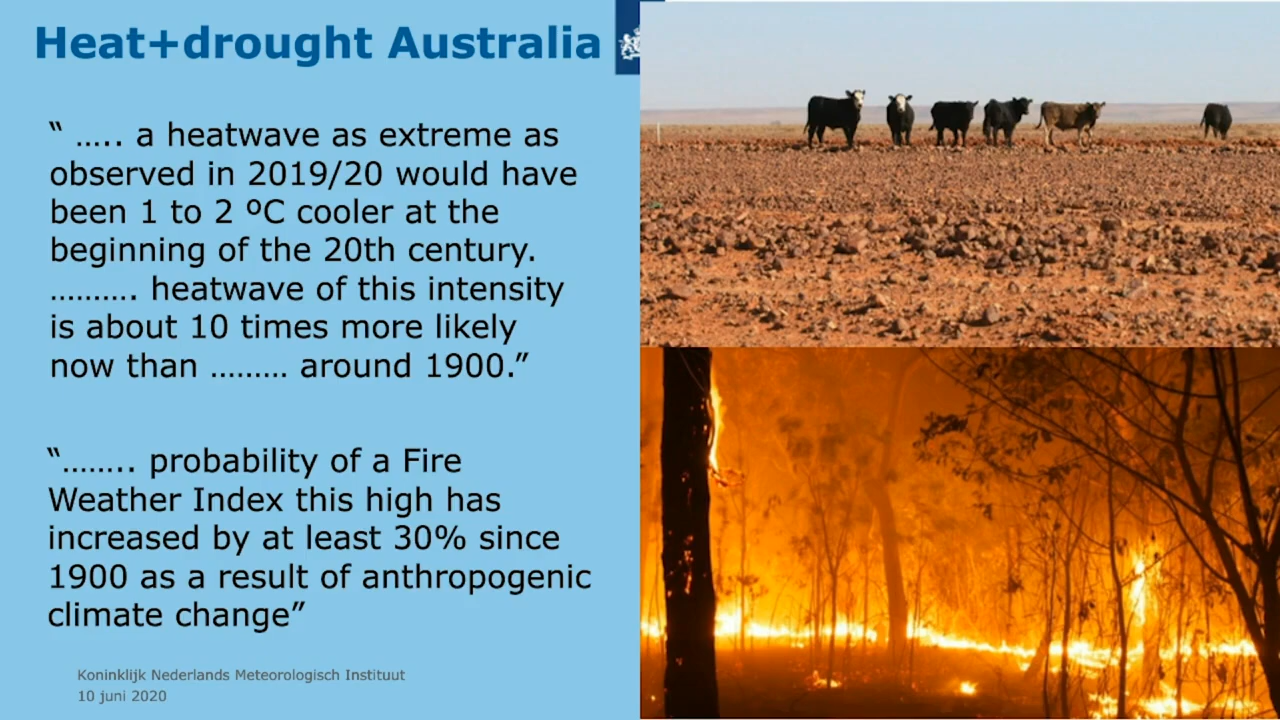 Heat+drought Australia
“ ….. a heatwave as extreme as
observed in 2019/20 would have
been 1 to 2 ºC cooler at the
beginning of the 20th century.
………. heatwave of this intensity
is about 10 times more likely
now than ……… around 1900.”
“…….. probability of a Fire
Weather Index this high has
increased by at least 30% since
1900 as a result of anthropogenic
climate change”
Koninklijk Nederlands Meteorologisch Instituut
10 juni 2020